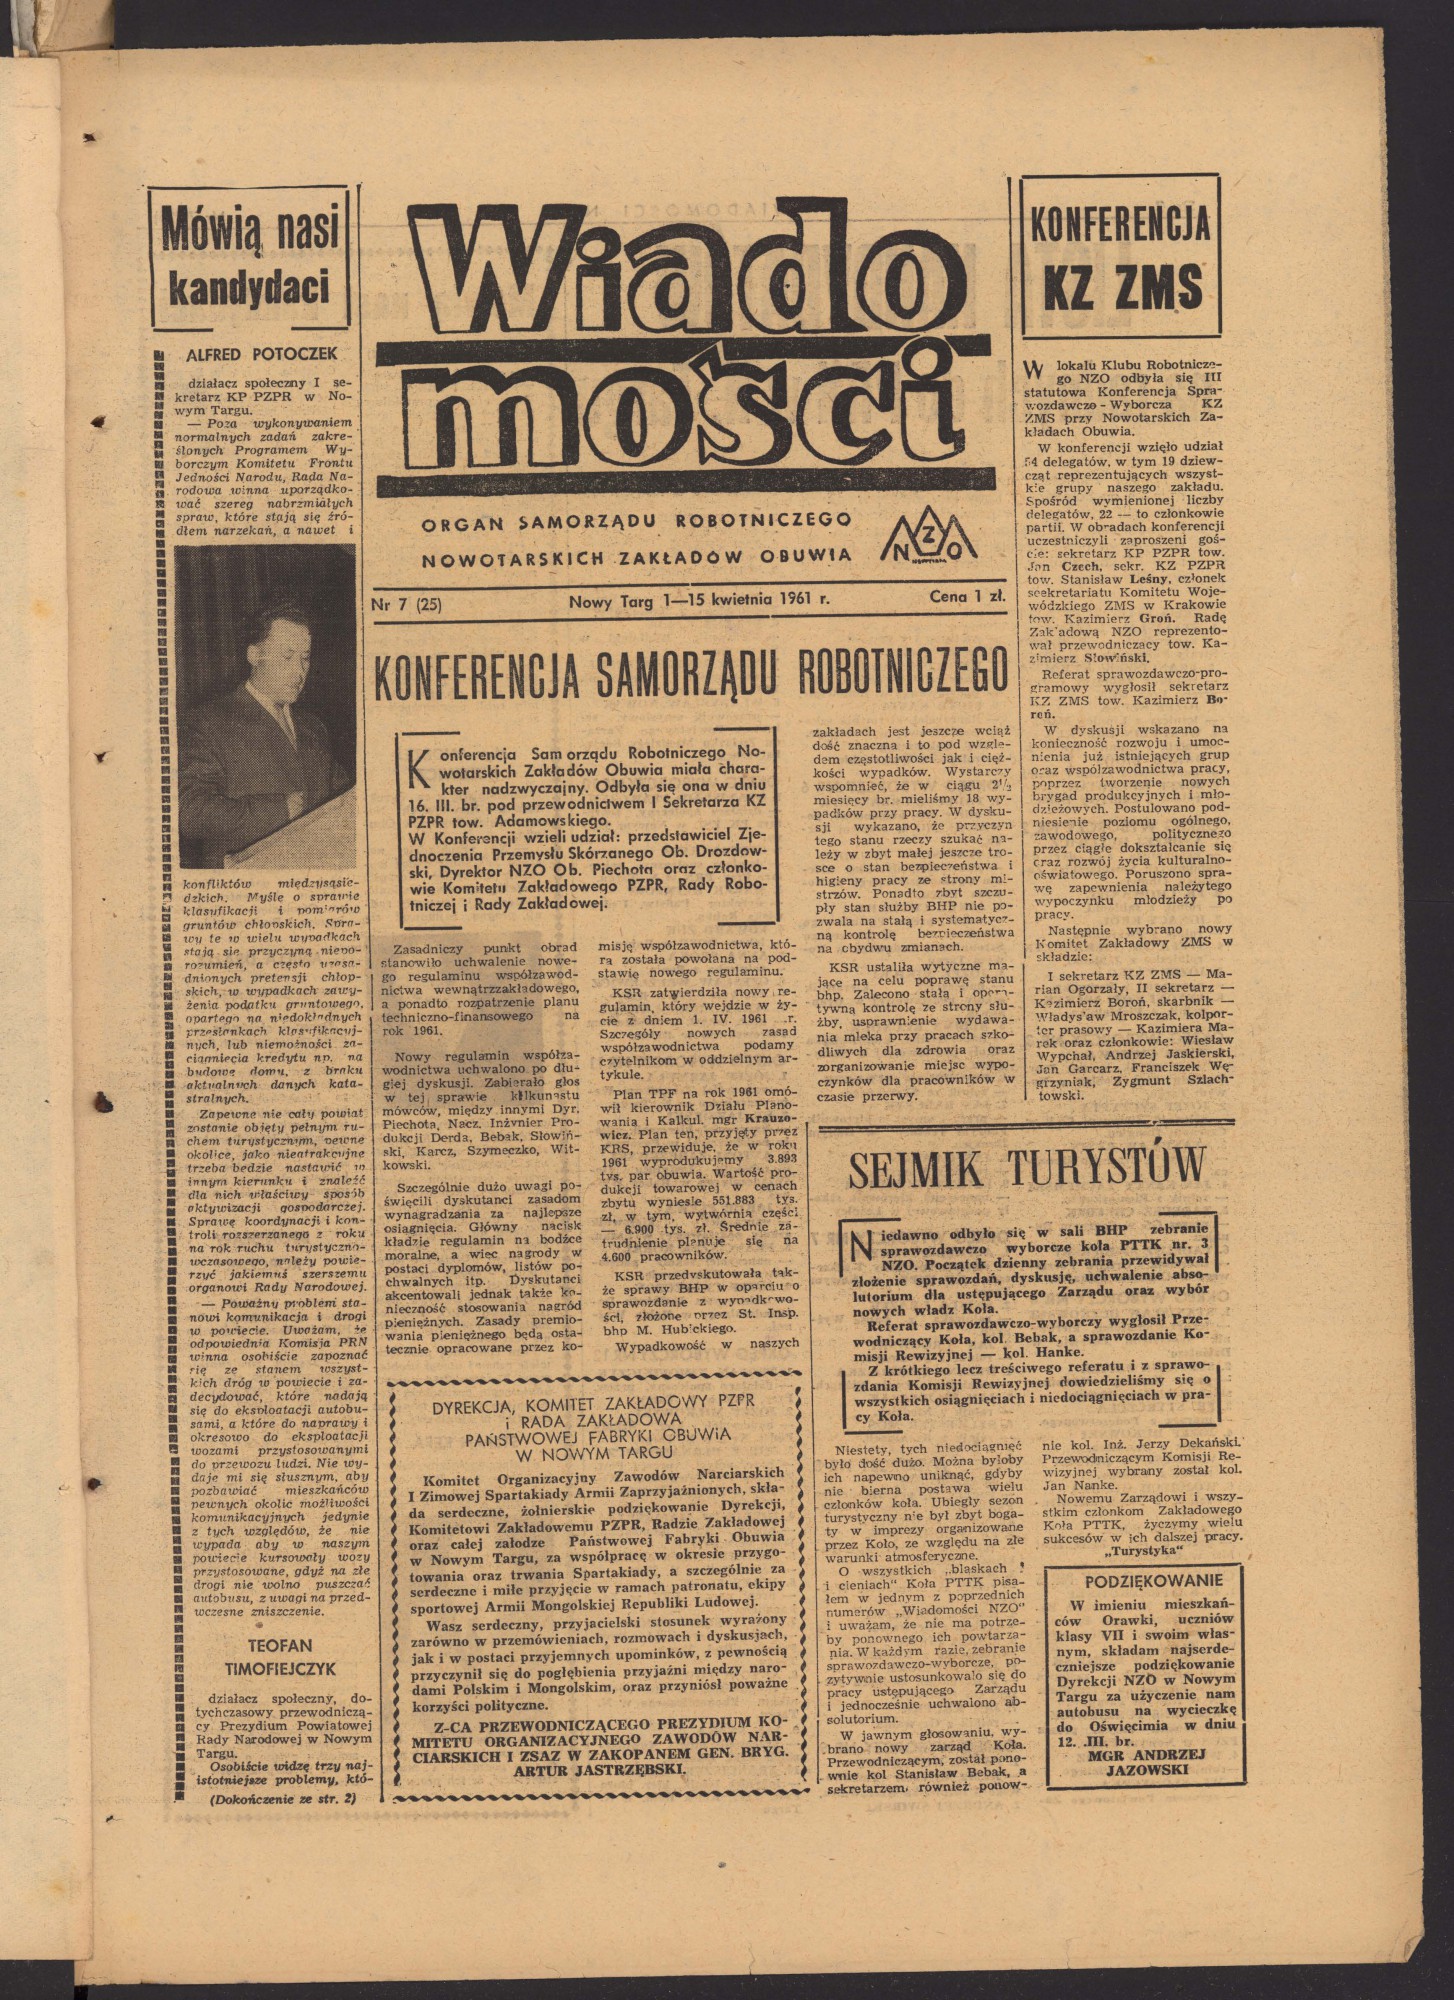 Mówią nasi
kandydaci
ALFRED POTOCZEK
działacz społeczny I se-
kretarz KP PZPR w No-
wym Targu.
— Poza wykonywaniem
normalnych zadań zakre-
ślonych Programem Wy-
borczym Komitetu Frontu
Jedności Narodu, Rada Na-
rodowa winna uporządko-
wać szereg nabrzmiałych
spraw, które stają się źró-
dłem narzekań, a nawet i
konfliktów międzysąsie-
dzkich. Myślę o sprawie
klasyfikacji i pomiarów
gruntów chłopskich. Spra-
wy te w wielu wypadkach
stają się przyczyną niepo-
rozumień, a często uzasa-
dnionych pretensji chłop-
skich, w wypadkach zawy-
żenia podatku gruntowego,
opartego na niedokładnych
przesłankach klasyfikacyj-
nych, lub niemożności za-
ciągnięcia kredytu np. na
budowę domu, z braku
aktualnych danych kata-
stralnych.
Zapewne nie cały powiat
zostanie objęty pełnym ru-
chem turystycznym, pewne
okolice, jako nieatrakcyjne
trzeba będzie nastawić w
innym kierunku i znaleźć
dla nich właściwy sposób
aktywizacji gospodarczej.
Sprawę koordynacji i kon-
troli rozszerzanego z roku
na rok ruchu turystyczno-
wczasowego, należy powie-
rzyć jakiemuś szerszemu
organowi Rady Narodowej.
— Poważny problem sta-
nowi komunikacja i drogi
w powiecie. Uważam, że
odpowiednia Komisja PRN
winna osobiście zapoznać
się ze stanem wszyst-
kich dróg w powiecie i za-
decydować, które nadają
się do eksploatacji autobu-
sami, a które do naprawy i
okresowo do eksploatacji
wozami przystosowanymi
do przewozu ludzi. Nie wy-
daje mi się słusznym, aby
pozbawiać mieszkańców
pewnych okolic możliwości
komunikacyjnych jedynie
z tych względów, że nie
wypada aby w naszym
powiecie kursowały wozy
przystosowane, gdyż na złe
drogi nie wolno puszczać
autobusu, z uwagi na przed-
wczesne zniszczenie.
TEOFAN
TIMOFIEJCZYK
działacz społeczny, do-
tychczasowy przewodniczą-
cy Prezydium Powiatowej
Rady Narodowej w Nowym
Targu.
Osobiście widzę trzy naj-
istotniejsze problemy, któ-
(Dokończenie ze str. 2)
Wiado
mości
ORGAN SAMORZĄDU ROBOTNICZEGO
NOWOTARSKICH ZAKŁADÓW OBUWIA
NZO
Nr 7 (25)
Nowy Targ 1—15 kwietnia 1961 r.
Cena 1 zł.
KONFERENCJA SAMORZĄDU ROBOTNICZEGO
Konferencja Samorządu Robotniczego No-
wotarskich Zakładów Obuwia miała chara-
kter nadzwyczajny. Odbyła się ona w dniu
16. III. br. pod przewodnictwem I Sekretarza KZ
PZPR tow. Adamowskiego.
W Konferencji wzieli udział: przedstawiciel Zje-
dnoczenia Przemysłu Skórzanego Ob. Drozdow-
ski, Dyrektor NZO Ob. Piechota oraz członko-
wie Komitetu Zakładowego PZPR, Rady Robo-
tniczej i Rady Zakładowej.
Zasadniczy punkt obrad
stanowiło uchwalenie nowe-
go regulaminu współzawod-
nictwa wewnątrzzakładowego,
a ponadto rozpatrzenie planu
techniczno-finansowego na
rok 1961.
Nowy regulamin współza-
wodnictwa uchwalono po dłu-
giej dyskusji. Zabierało głos
w tej sprawie kilkunastu
mówców, między innymi Dyr.
Piechota, Nacz. Inżynier Pro-
dukcji Derda, Bebak, Słowiń-
ski, Karcz, Szymeczko, Wit-
kowski.
Szczególnie dużo uwagi po-
święcili dyskutanci zasadom
wynagradzania za najlepsze
osiągnięcia. Główny nacisk
kładzie regulamin na bodźce
moralne, a więc nagrody w
postaci dyplomów, listów po-
chwalnych itp. Dyskutanci
akcentowali jednak także ko-
nieczność stosowania nagród
pieniężnych. Zasady premio-
wania pieniężnego będą osta-
tecznie opracowane przez ko-
misję współzawodnictwa, któ-
ra została powołana na pod-
stawie nowego regulaminu.
KSR zatwierdziła nowy re-
gulamin, który wejdzie w ży-
cie z dniem 1. IV. 1961 .r.
Szczegóły nowych zasad
współzawodnictwa podamy
czytelnikom w oddzielnym ar-
tykule.
Plan TPF na rok 1961 omó-
wił kierownik Działu Plano-
wania i Kalkul. mgr Krauzo-
wicz. Plan ten, przyjęty przez
KRS, przewiduje, że w roku
1961 wyprodukujemy 3.893
tys. par obuwia. Wartość pro-
dukcji towarowej w cenach
zbytu wyniesie 551.883 tys.
zł, w tym, wytwórnia części
— 6.900 tys. zł. Średnie za-
trudnienie planuje się na
4.600 pracowników.
KSR przedyskutowała tak-
że sprawy BHP w oparciu o
sprawozdanie z wypadkowo-
ści, złożone przez St. Insp.
bhp M. Hubickiego.
Wypadkowość w naszych
zakładach jest jeszcze wciąż
dość znaczna i to pod wzglę-
dem częstotliwości jak i cięż-
kości wypadków. Wystarczy
wspomnieć, że w ciągu 2½
miesięcy br. mieliśmy 18 wy-
padków przy pracy. W dysku-
sji wykazano, że przyczyn
tego stanu rzeczy szukać na-
leży w zbyt małej jeszcze tro-
sce o stan bezpieczeństwa i
higieny pracy ze strony mi-
strzów. Ponadto zbyt szczu-
pły stan służby BHP nie po-
zwala na stałą i systematycz-
ną kontrolę bezpieczeństwa
na obydwu zmianach.
KSR ustaliła wytyczne ma-
jące na celu poprawę stanu
bhp. Zalecono stałą i opera-
tywną kontrolę ze strony słu-
żby, usprawnienie wydawa-
nia mleka przy pracach szko-
dliwych dla zdrowia oraz
zorganizowanie miejsc wypo-
czynków dla pracowników w
czasie przerwy.
DYREKCJA, KOMITET ZAKŁADOWY PZPR
i RADA ZAKŁADOWA
PAŃSTWOWEJ FABRYKI OBUWIA
W NOWYM TARGU
Komitet Organizacyjny Zawodów Narciarskich
I Zimowej Spartakiady Armii Zaprzyjaźnionych, skła-
da serdeczne, żołnierskie podziękowanie Dyrekcji,
Komitetowi Zakładowemu PZPR, Radzie Zakładowej
oraz całej załodze Państwowej Fabryki Obuwia
w Nowym Targu, za współpracę w okresie przygo-
towania oraz trwania Spartakiady, a szczególnie za
serdeczne i miłe przyjęcie w ramach patronatu, ekipy
sportowej Armii Mongolskiej Republiki Ludowej.
Wasz serdeczny, przyjacielski stosunek wyrażony
zarówno w przemówieniach, rozmowach i dyskusjach,
jak i w postaci przyjemnych upominków, z pewnością
przyczynił się do pogłębienia przyjaźni między naro-
dami Polskim i Mongolskim, oraz przyniósł poważne
korzyści polityczne.
Z-CA PRZEWODNICZĄCEGO PREZYDIUM KO-
MITETU ORGANIZACYJNEGO ZAWODÓW NAR-
CIARSKICH I ZSAZ W ZAKOPANEM GEN. BRYG.
ARTUR JASTRZĘBSKI.
KONFERENCJA
KZ ZMS
W lokalu Klubu Robotnicze-
go NZO odbyła się III
statutowa Konferencja Spra-
wozdawczo - Wyborcza KZ
ZMS przy Nowotarskich Za-
kładach Obuwia.
W konferencji wzięło udział
54 delegatów, w tym 19 dziew-
cząt reprezentujących wszyst-
kie grupy naszego zakładu.
Spośród wymienionej liczby
delegatów, 22 — to członkowie
partii. W obradach konferencji
uczestniczyli zaproszeni goś-
cie: sekretarz KP PZPR tow.
Jan Czech, sekr. KZ PZPR
tow. Stanisław Leśny, członek
seekretariatu Komitetu Woje-
wódzkiego ZMS w Krakowie
tow. Kazimierz Groń. Radę
Zakładową NZO reprezento-
wał przewodniczący tow. Ka-
zimierz Słowiński.
Referat sprawozdawczo-pro-
gramowy wygłosił sekretarz
KZ ZMS tow. Kazimierz Bo-
reń.
W dyskusji wskazano na
konieczność rozwoju i umoc-
nienia już istniejących grup
oraz współzawodnictwa pracy,
poprzez tworzenie nowych
brygad produkcyjnych i mło-
dzieżowych. Postulowano pod-
niesienie poziomu ogólnego,
zawodowego, politycznego
przez ciągłe dokształcanie się
oraz rozwój życia kulturalno-
oświatowego. Poruszono spra-
wę zapewnienia należytego
wypoczynku młodzieży po
pracy.
Następnie wybrano nowy
Komitet Zakładowy ZMS w
składzie:
I sekretarz KZ ZMS — Ma-
rian Ogorzały, II sekretarz —
Kazimierz Boroń, skarbnik —
Władysław Mroszczak, kolpor-
ter prasowy — Kazimiera Ma-
rek oraz członkowie: Wiesław
Wypchał, Andrzej Jaskierski,
Jan Garcarz, Franciszek Wę-
grzyniak, Zygmunt Szlach-
towski.
SEJMIK TURYSTÓW
Niedawno odbyło się w sali BHP zebranie
sprawozdawczo wyborcze koła PTTK nr. 3
NZO. Początek dzienny zebrania przewidywał
złożenie sprawozdań, dyskusję, uchwalenie abso-
lutorium dla ustępującego Zarządu oraz wybór
nowych władz Koła.
Referat sprawozdawczo-wyborczy wygłosił Prze-
wodniczący Koła, kol. Bebak, a sprawozdanie Ko-
misji Rewizyjnej — kol. Hanke.
Z krótkiego lecz treściwego referatu i z sprawo-
zdania Komisji Rewizyjnej dowiedzieliśmy się o
wszystkich osiągnięciach i niedociągnięciach w pra-
cy Koła.
Niestety, tych niedociągnięć
było dość dużo. Można byłoby
ich napewno uniknąć, gdyby
nie bierna postawa wielu
członków koła. Ubiegły sezon
turystyczny nie był zbyt boga-
ty w imprezy organizowane
przez Koło, ze względu na złe
warunki atmosferyczne.
O wszystkich „blaskach
i cieniach" Koła PTTK pisa-
łem w jednym z poprzednich
numerów „Wiadomości NZO"
i uważam, że nie ma potrze-
by ponownego ich powtarza-
nia. W każdym razie, zebranie
sprawozdawczo-wyborcze, po-
zytywnie ustosunkowało się do
pracy ustępującego Zarządu
i jednocześnie uchwalono ab-
solutorium.
W jawnym głosowaniu, wy-
brano nowy zarząd Koła.
Przewodniczącym, został pono-
wnie kol Stanisław Bebak, a
sekretarzem, również ponow-
nie kol. Inż. Jerzy Dekański.
Przewodniczącym Komisji Re-
wizyjnej wybrany został kol.
Jan Nanke.
Nowemu Zarządowi i wszy-
stkim członkom Zakładowego
Koła PTTK, życzymy wielu
sukcesów w ich dalszej pracy.
„Turystyka"
PODZIĘKOWANIE
W imieniu mieszkań-
ców Orawki, uczniów
klasy VII i swoim włas-
nym, składam najserde-
czniejsze podziękowanie
Dyrekcji NZO w Nowym
Targu za użyczenie nam
autobusu na wycieczkę
do Oświęcimia w dniu
12. .III. br.
MGR ANDRZEJ
JAZOWSKI